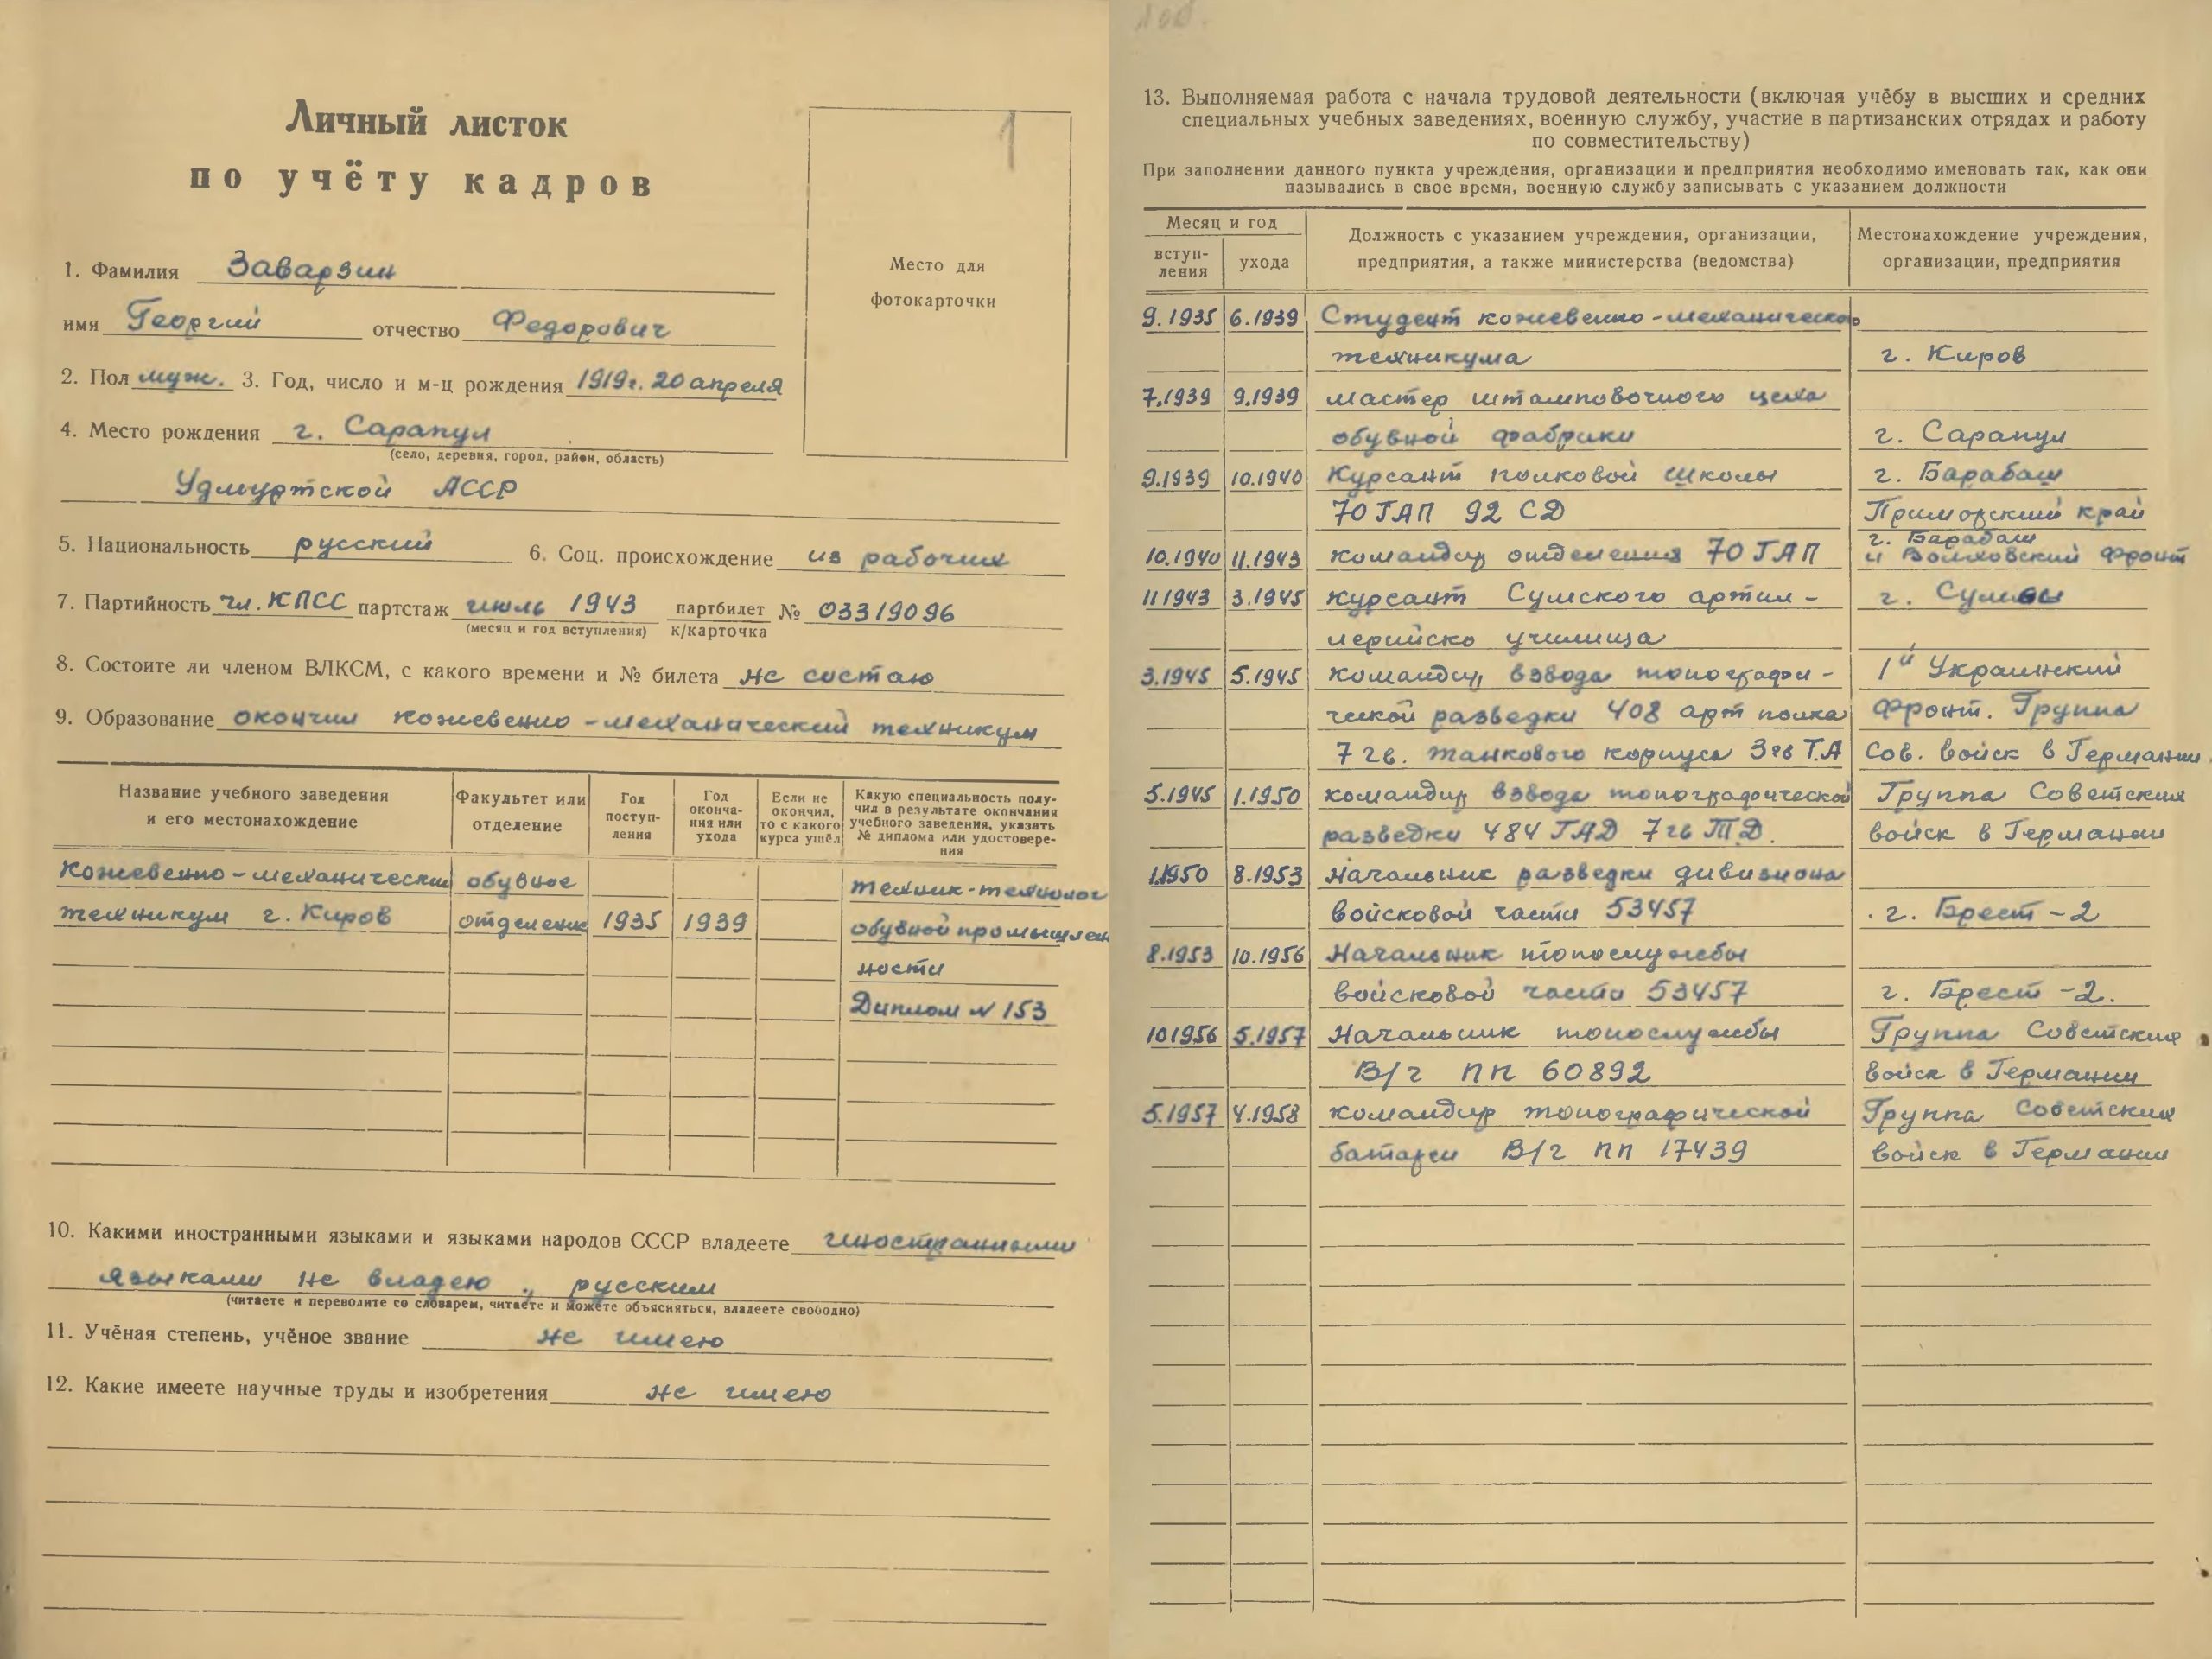 Личный листок
по учёту кадров
1
Место для
фотокарточки
1. Фамилия Заварзин
имя Георгий отчество Федорович
2. Пол муж. 3. Год, число и м-ц рождения 1919г. 20 апреля
4. Место рождения г. Сарапул
(село, деревня, город, район, область)
Удмуртской АССР
5. Национальность русский 6. Соц. происхождение из рабочих
7. Партийность чл. КПСС партстаж июль 1943 партбилет № 03319096
(месяц и год вступления) к/карточка
8. Состоите ли членом ВЛКСМ, с какого времени и № билета не состою
9. Образование окончил кожевенно-механический техникум
Название учебного заведения
и его местонахождение
Факультет или
отделение
Год
поступ-
ления
Год
оконча-
ния или
ухода
Если не
окончил,
то с какого
курса ушёл
Какую специальность полу-
чил в результате окончания
учебного заведения, указать
№ диплома или удостовере-
ния
Кожевенно-механический обувное техник-технолог
техникум г. Киров отделение 1935 1939 обувной промышлен
ности
Диплом № 153
10. Какими иностранными языками и языками народов СССР владеете иностранными
языками не владею, русским
(читаете и переводите со словарем, читаете и можете объясняться, владеете свободно)
11. Учёная степень, учёное звание не имею
12. Какие имеете научные труды и изобретения не имею
13. Выполняемая работа с начала трудовой деятельности (включая учёбу в высших и средних
специальных учебных заведениях, военную службу, участие в партизанских отрядах и работу
по совместительству)
При заполнении данного пункта учреждения, организации и предприятия необходимо именовать так, как они
назывались в свое время, военную службу записывать с указанием должности
Месяц и год
вступ-
ления
ухода
Должность с указанием учреждения, организации,
предприятия, а также министерства (ведомства)
Местонахождение учреждения,
организации, предприятия
9.1935 6.1939 Студент кожевенно-механическо
техникума г. Киров
7.1939 9.1939 мастер штамповочного цеха
обувной фабрики г. Сарапул
9.1939 10.1940 Курсант полковой школы г. Барабаш
70 ГАП 92 СД Приморский край
г. Барабаш
10.1940 11.1943 командир отделения 70 ГАП и Волховский фронт
11 1943 3.1945 курсант Сумского артил- г. Сумы
лерийско училища
3.1945 5.1945 командир взвода топографи- 1й Украинский
ческой разведки 408 арт полка фронт. Группа
7 гв. танкового корпуса 3 гв Т.А Сов. войск в Германии.
5.1945 1.1950 командир взвода топографической Группа Советских
разведки 484 ГАД 7 гв ТД. войск в Германии
1.1950 8.1953 Начальник разведки дивизиона
войсковой части 53457 г. Брест-2
8.1953 10.1956 Начальник топослужбы
войсковой части 53457 г. Брест-2.
10 1956 5.1957 Начальник топослужбы Группа Советских
В/ч пп 60892 войск в Германии
5.1957 4.1958 командир топографической Группа Советских
батареи В/ч пп 17439 войск в Германии